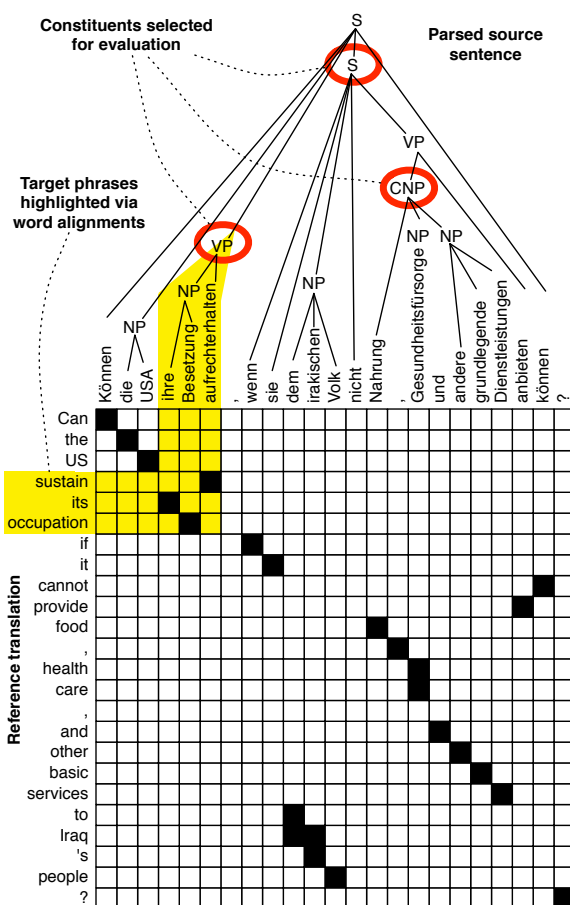 Constituents selected
for evaluation
Parsed source
sentence
S
S
VP
CNP
Target phrases
highlighted via
word alignments
VP
NP
NP
NP
NP
NP
Können
die
USA
ihre
Besetzung
aufrechterhalten
,
wenn
sie
dem
irakischen
Volk
nicht
Nahrung
,
Gesundheitsfürsorge
und
andere
grundlegende
Dienstleistungen
anbieten
können
?
Reference translation
Can
the
US
sustain
its
occupation
if
it
cannot
provide
food
,
health
care
,
and
other
basic
services
to
Iraq
's
people
?